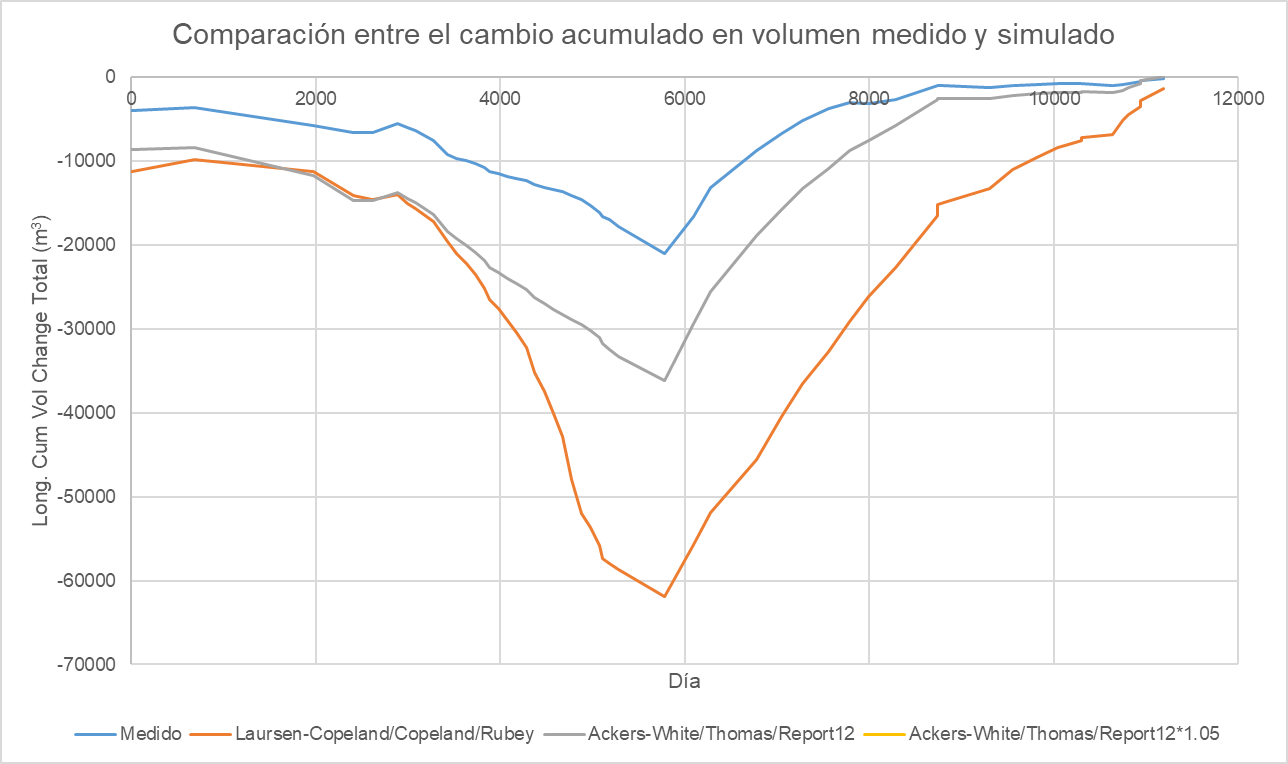 Comparación entre el cambio acumulado en volumen medido y simulado
0
0 2000 4000 6000 8000 10000 12000
-10000
-20000
-30000
-40000
-50000
-60000
-70000
Long. Cum Vol Change Total (m³)
Día
Medido Laursen-Copeland/Copeland/Rubey Ackers-White/Thomas/Report12 Ackers-White/Thomas/Report12*1.05